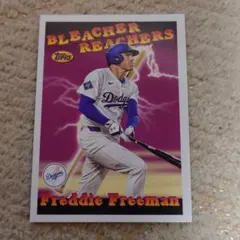 BLEACHER
REACHERS
Topps
Dodgers
Freddie Freeman